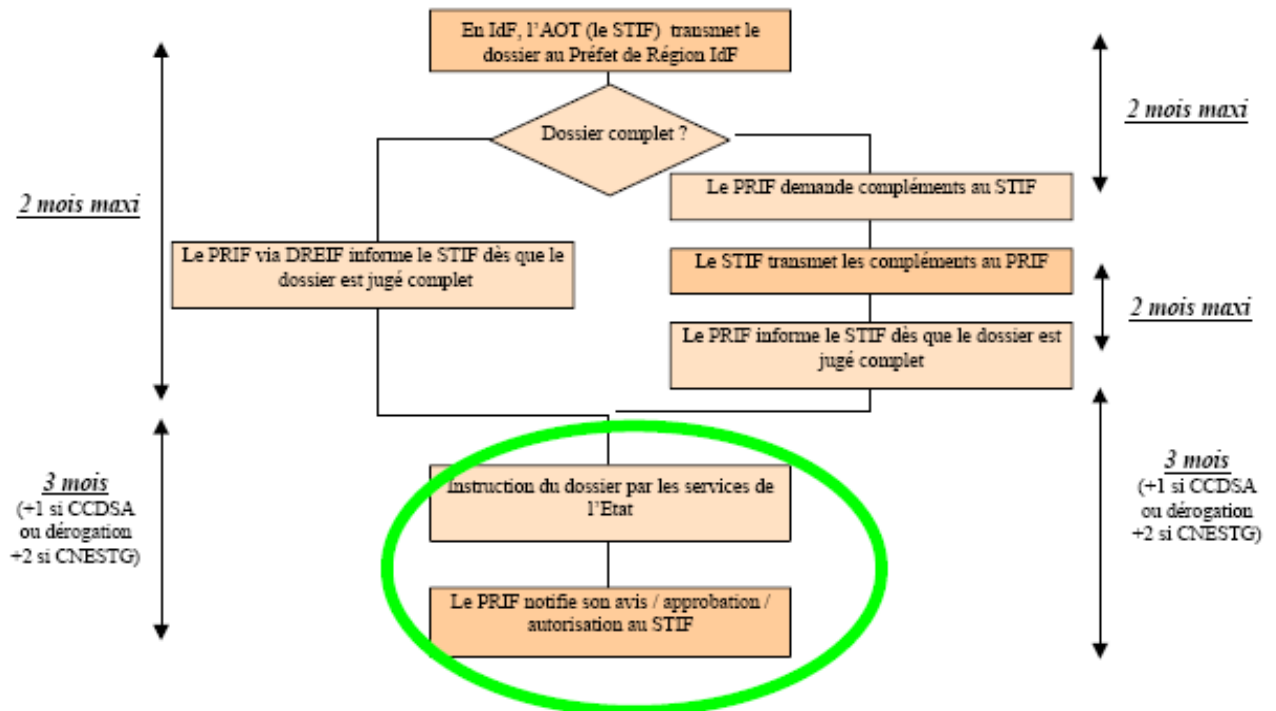 En IdF, l'AOT (le STIF) transmet le
dossier au Préfet de Région IdF
2 mois maxi
Dossier complet ?
Le PRIF demande compléments au STIF
2 mois maxi
Le PRIF via DREIF informe le STIF dès que le
dossier est jugé complet
Le STIF transmet les compléments au PRIF
2 mois maxi
Le PRIF informe le STIF dès que le dossier est
jugé complet
3 mois
(+1 si CCDSA
ou dérogation
+2 si CNESTG)
Instruction du dossier par les services de
l'Etat
3 mois
(+1 si CCDSA
ou dérogation
+2 si CNESTG)
Le PRIF notifie son avis / approbation /
autorisation au STIF